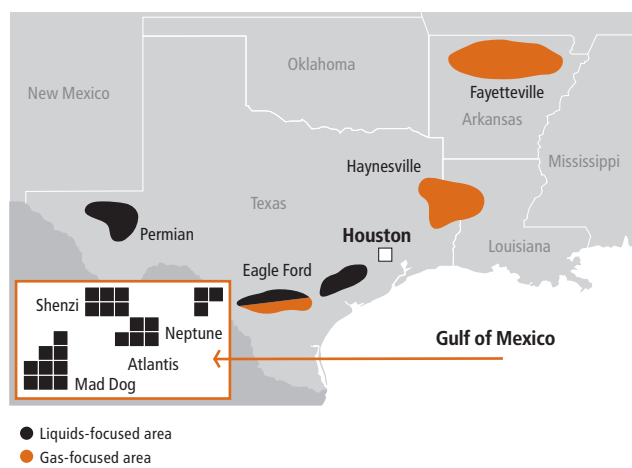 Oklahoma
New Mexico
Fayetteville
Arkansas
Mississippi
Haynesville
Texas
Permian
Houston
Louisiana
Eagle Ford
Shenzi
Neptune
Atlantis
Mad Dog
Gulf of Mexico
Liquids-focused area
Gas-focused area